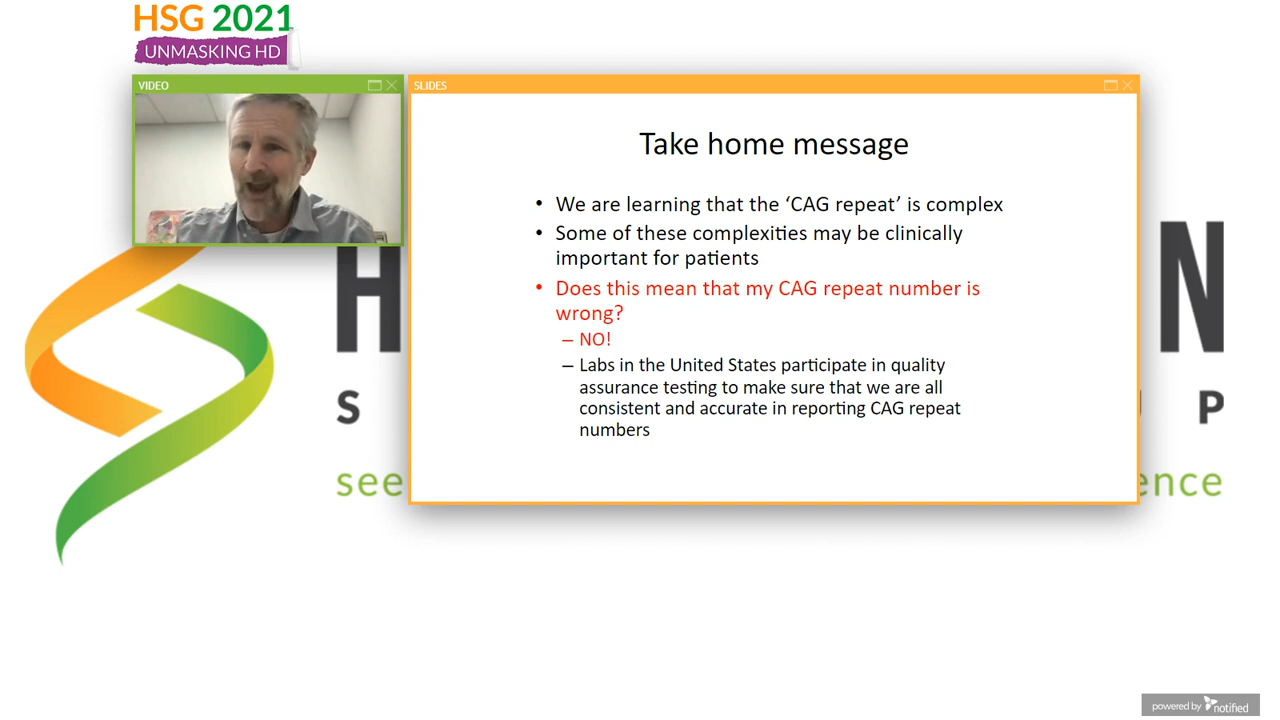 HSG 2021
UNMASKING HD
VIDEO
SLIDES
Take home message
• We are learning that the ‘CAG repeat’ is complex
• Some of these complexities may be clinically
important for patients
• Does this mean that my CAG repeat number is
wrong?
– NO!
– Labs in the United States participate in quality
assurance testing to make sure that we are all
consistent and accurate in reporting CAG repeat
numbers
H N
S U P
see ence
powered by notified